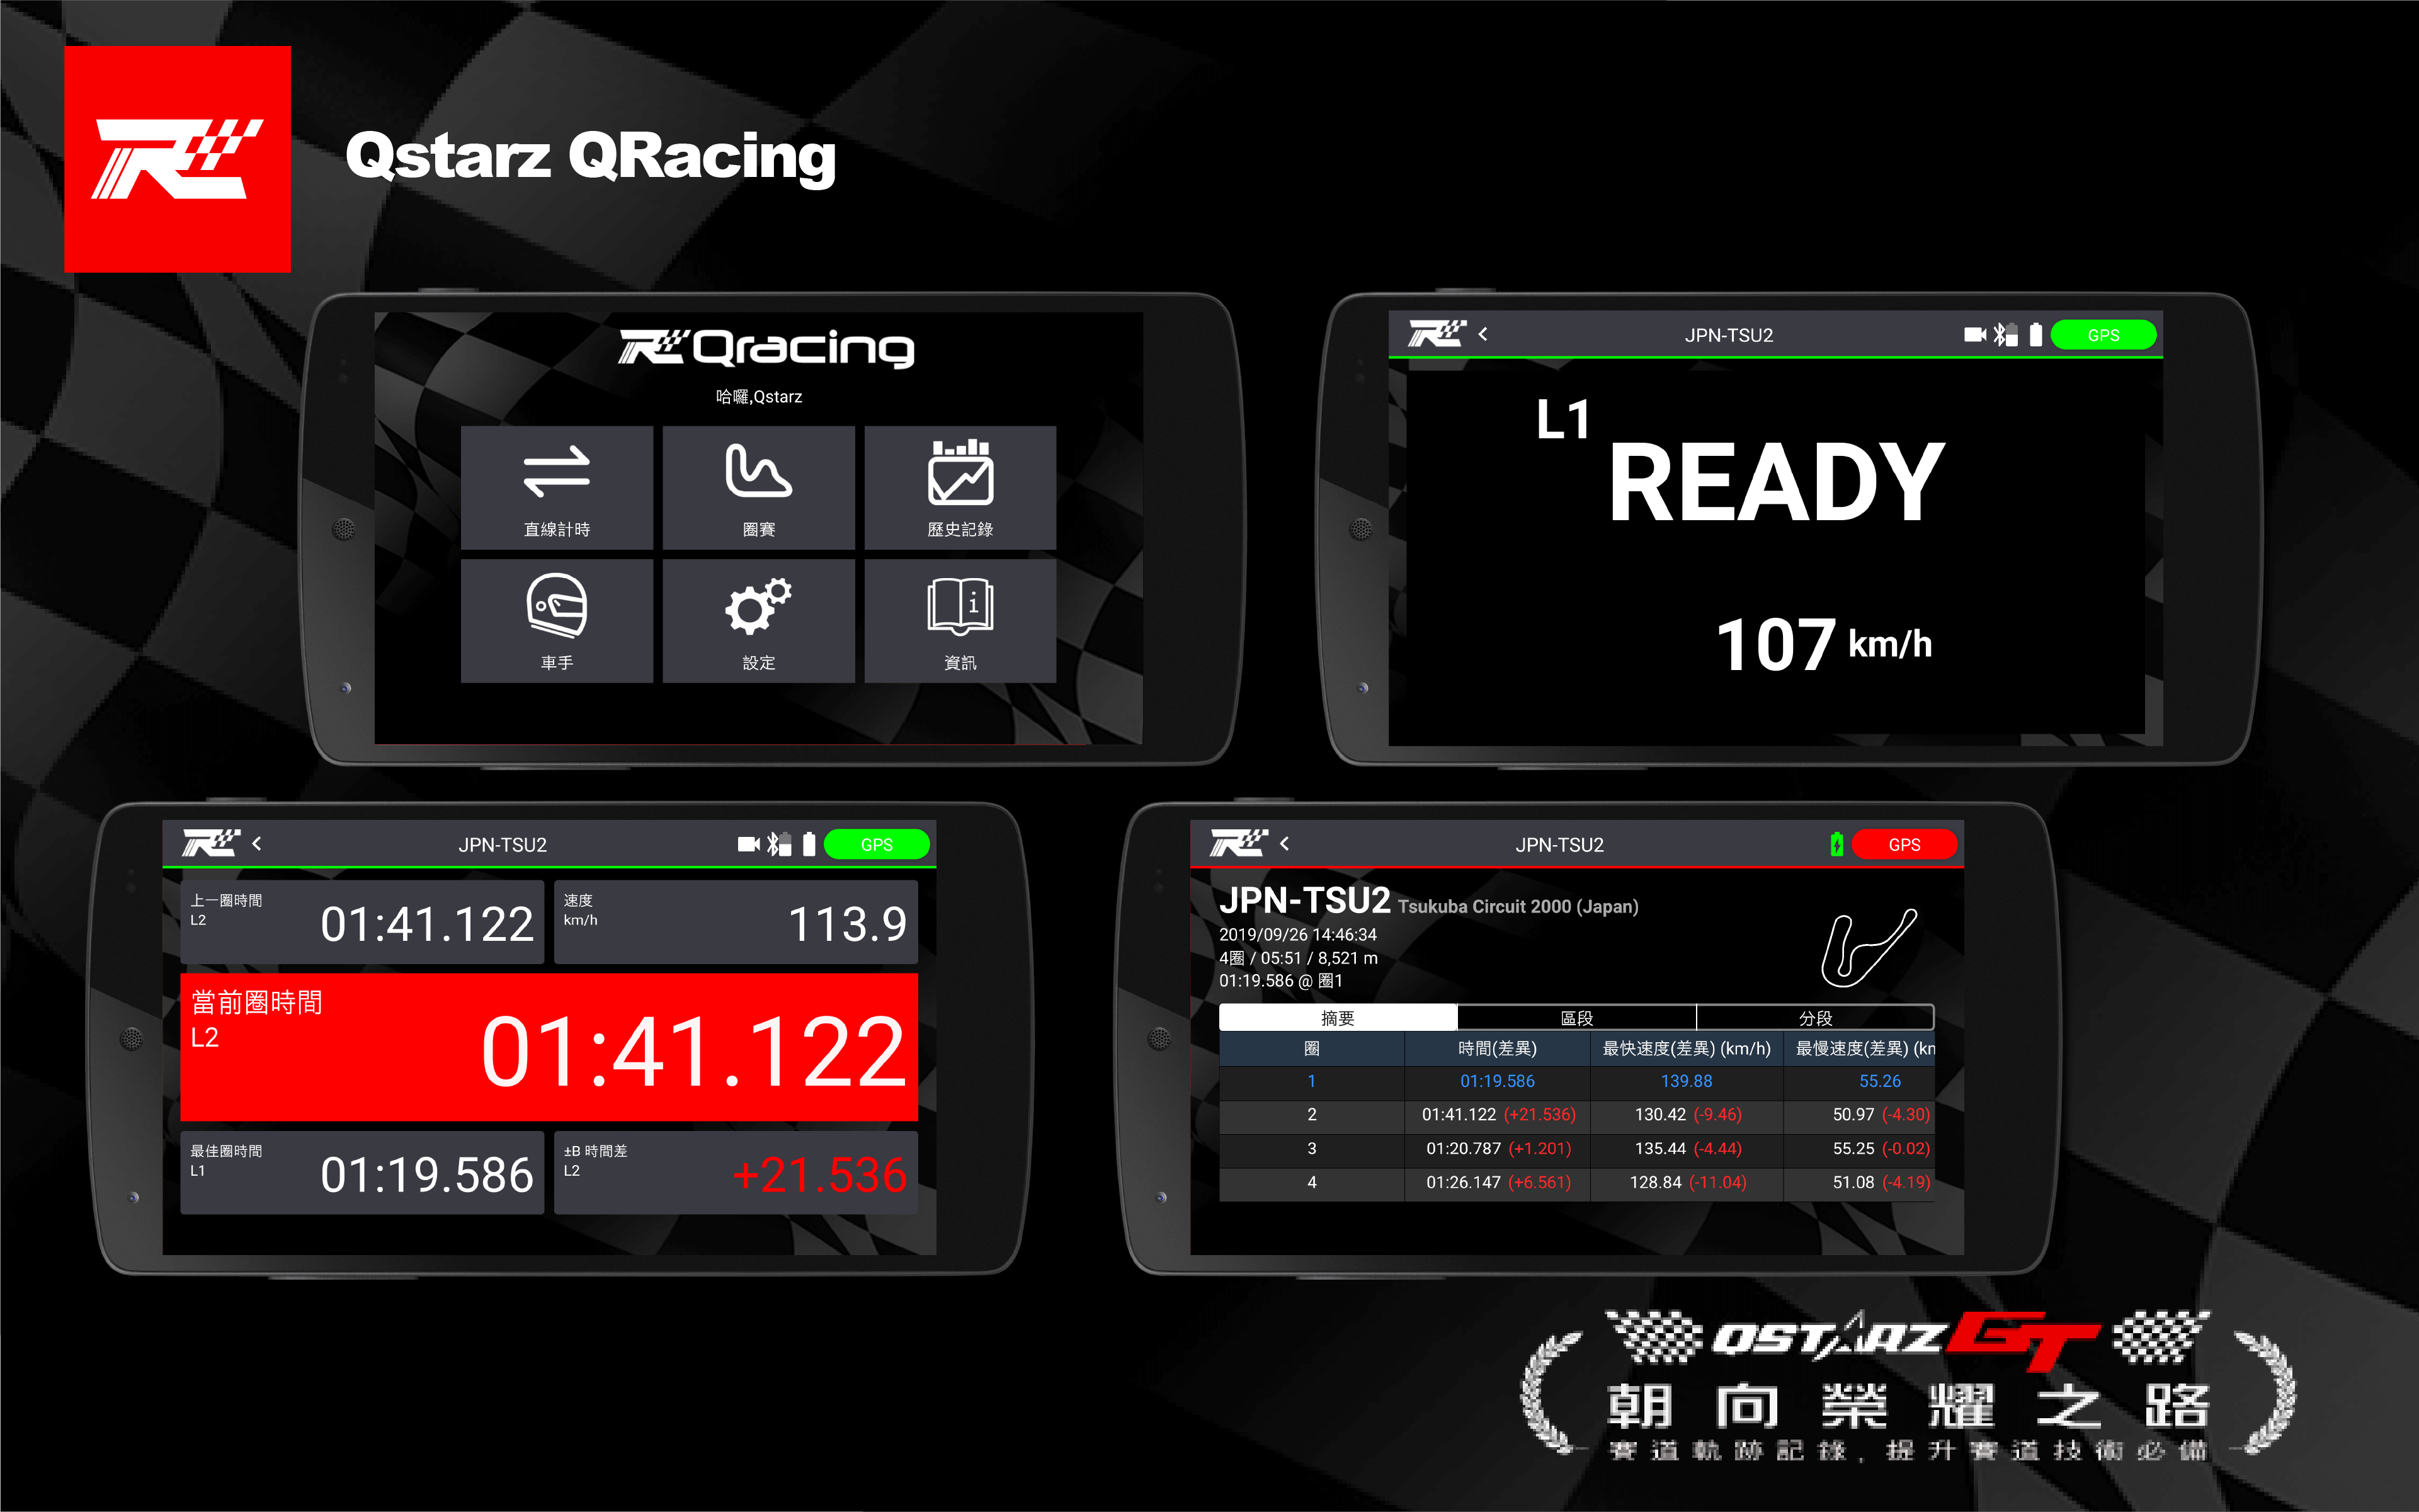 Qstarz QRacing
Qracing
哈囉,Qstarz
直線計時
圈賽
歷史記錄
車手
設定
資訊
JPN-TSU2
GPS
L1
READY
107 km/h
JPN-TSU2
GPS
上一圈時間
L2
01:41.122
速度
km/h
113.9
當前圈時間
L2
01:41.122
最佳圈時間
L1
01:19.586
±B 時間差
L2
+21.536
JPN-TSU2
GPS
JPN-TSU2 Tsukuba Circuit 2000 (Japan)
2019/09/26 14:46:34
4圈 / 05:51 / 8,521 m
01:19.586 @ 圈1
摘要 區段 分段
圈 時間(差異) 最快速度(差異) (km/h) 最慢速度(差異) (kn
1 01:19.586 139.88 55.26
2 01:41.122 (+21.536) 130.42 (-9.46) 50.97 (-4.30)
3 01:20.787 (+1.201) 135.44 (-4.44) 55.25 (-0.02)
4 01:26.147 (+6.561) 128.84 (-11.04) 51.08 (-4.19)
QSTARZ GT
朝向榮耀之路
賽道軌跡記錄, 提升賽道技術必備